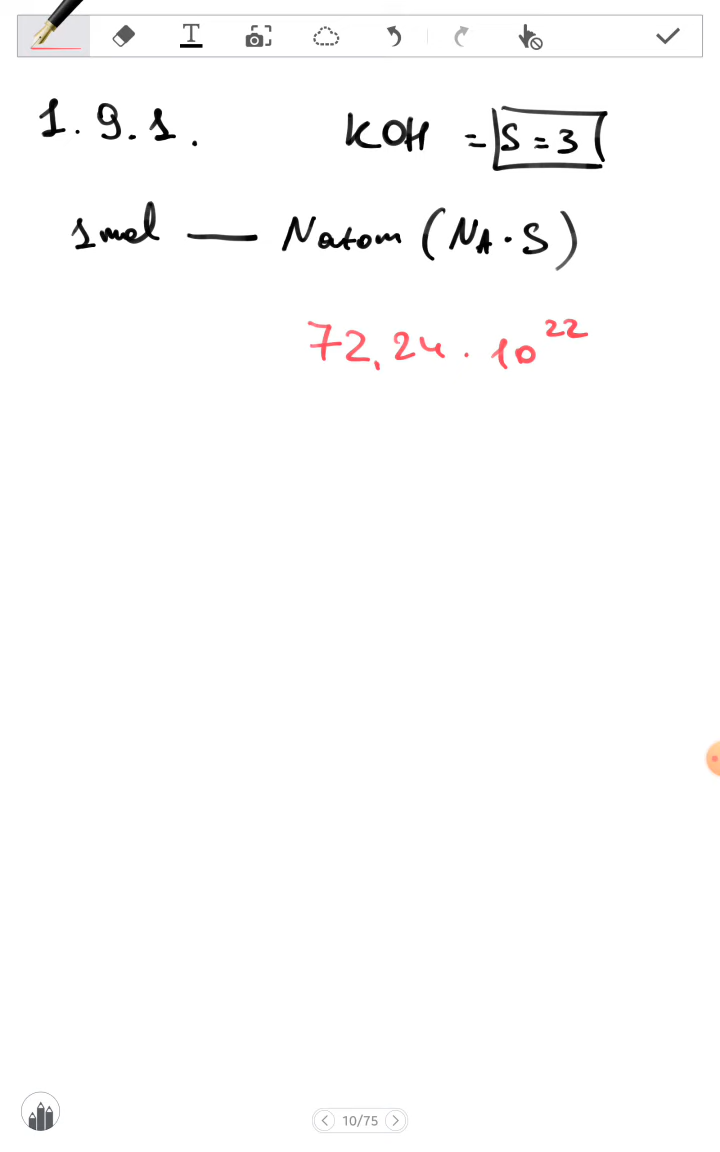 T
1.9.1. KOH = S = 3
1mol — Natom (NA · S)
72,24 · 10²²
10/75